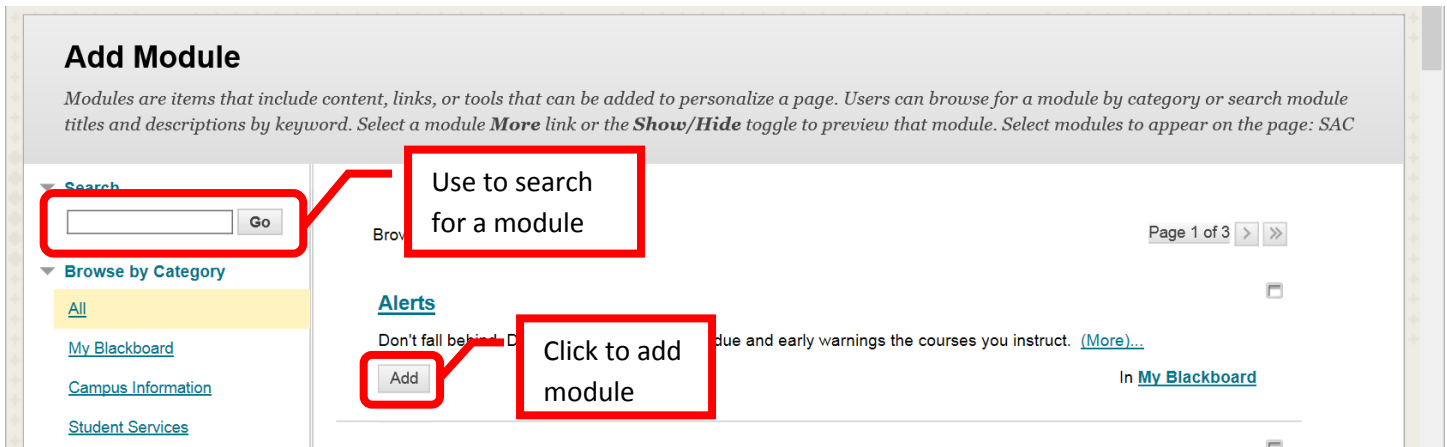 Add Module
Modules are items that include content, links, or tools that can be added to personalize a page. Users can browse for a module by category or search module
titles and descriptions by keyword. Select a module More link or the Show/Hide toggle to preview that module. Select modules to appear on the page: SAC
Search
Go
Use to search
for a module
Page 1 of 3
Browse by Category
All
My Blackboard
Campus Information
Student Services
Alerts
Don't fall behind. due and early warnings the courses you instruct. (More)...
Click to add
module
Add
In My Blackboard